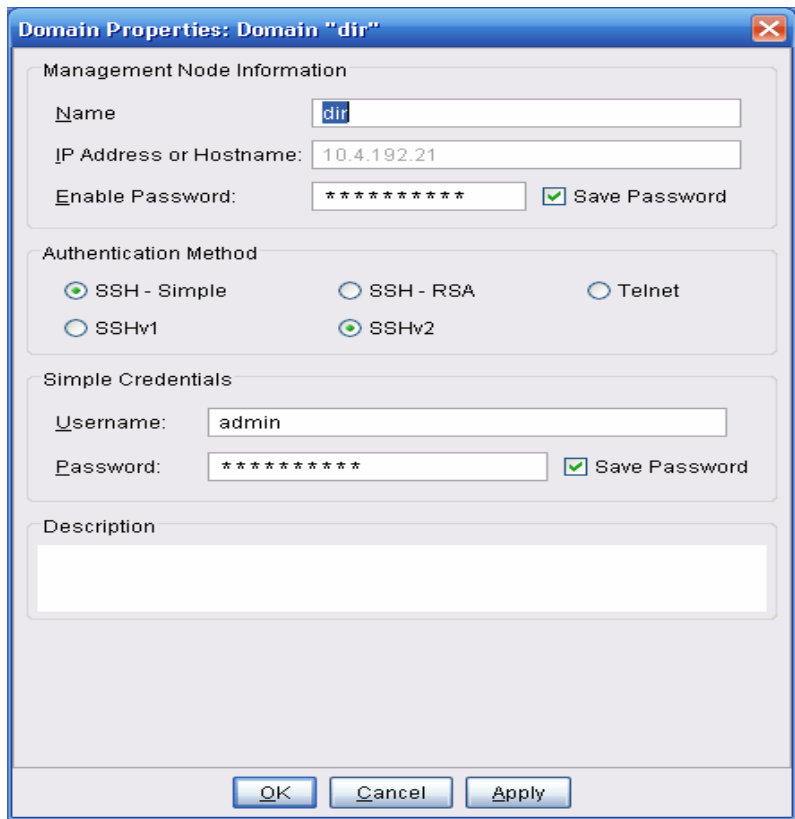 Domain Properties: Domain "dir"
Management Node Information
Name dir
IP Address or Hostname: 10.4.192.21
Enable Password: ********** Save Password
Authentication Method
SSH - Simple SSH - RSA Telnet
SSHv1 SSHv2
Simple Credentials
Username: admin
Password: ********** Save Password
Description
OK Cancel Apply